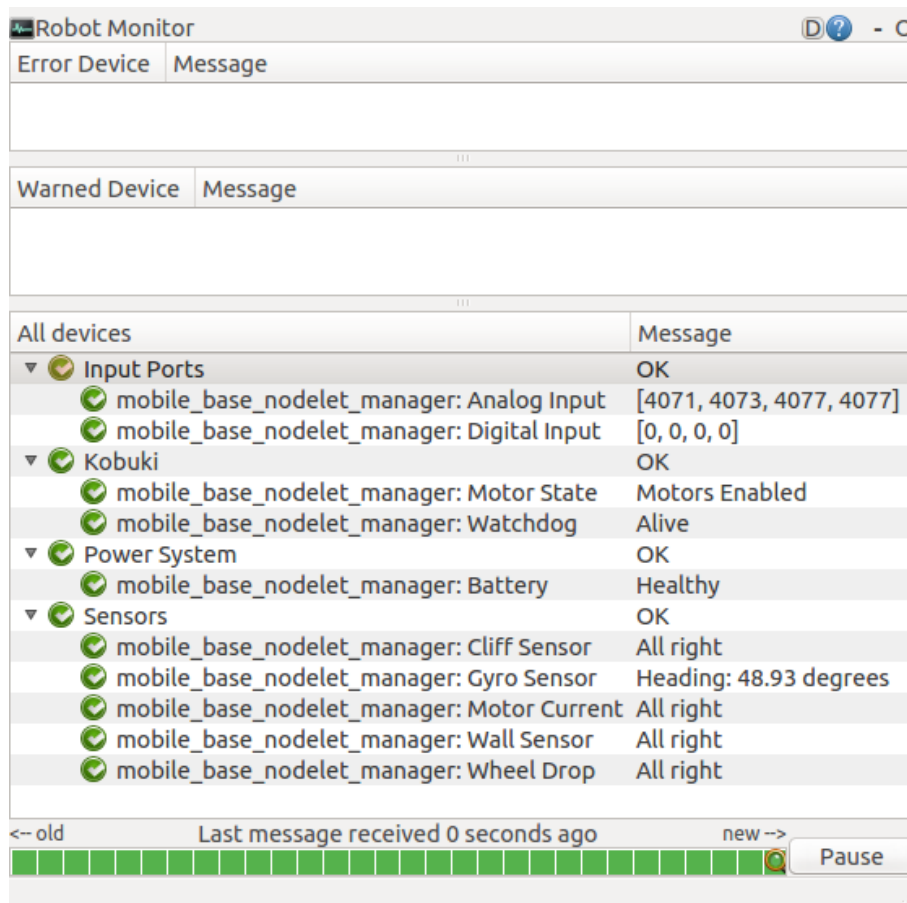 Robot Monitor D ? - O
Error Device Message
Warned Device Message
All devices Message
Input Ports OK
mobile_base_nodelet_manager: Analog Input [4071, 4073, 4077, 4077]
mobile_base_nodelet_manager: Digital Input [0, 0, 0, 0]
Kobuki OK
mobile_base_nodelet_manager: Motor State Motors Enabled
mobile_base_nodelet_manager: Watchdog Alive
Power System OK
mobile_base_nodelet_manager: Battery Healthy
Sensors OK
mobile_base_nodelet_manager: Cliff Sensor All right
mobile_base_nodelet_manager: Gyro Sensor Heading: 48.93 degrees
mobile_base_nodelet_manager: Motor Current All right
mobile_base_nodelet_manager: Wall Sensor All right
mobile_base_nodelet_manager: Wheel Drop All right
<-- old Last message received 0 seconds ago new -->
Pause